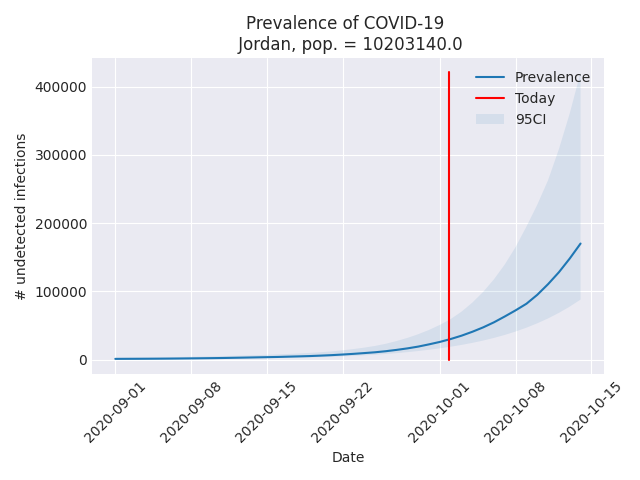 Prevalence of COVID-19
Jordan, pop. = 10203140.0
Prevalence
Today
95CI
400000
300000
200000
100000
0
# undetected infections
2020-09-01
2020-09-08
2020-09-15
2020-09-22
2020-10-01
2020-10-08
2020-10-15
Date